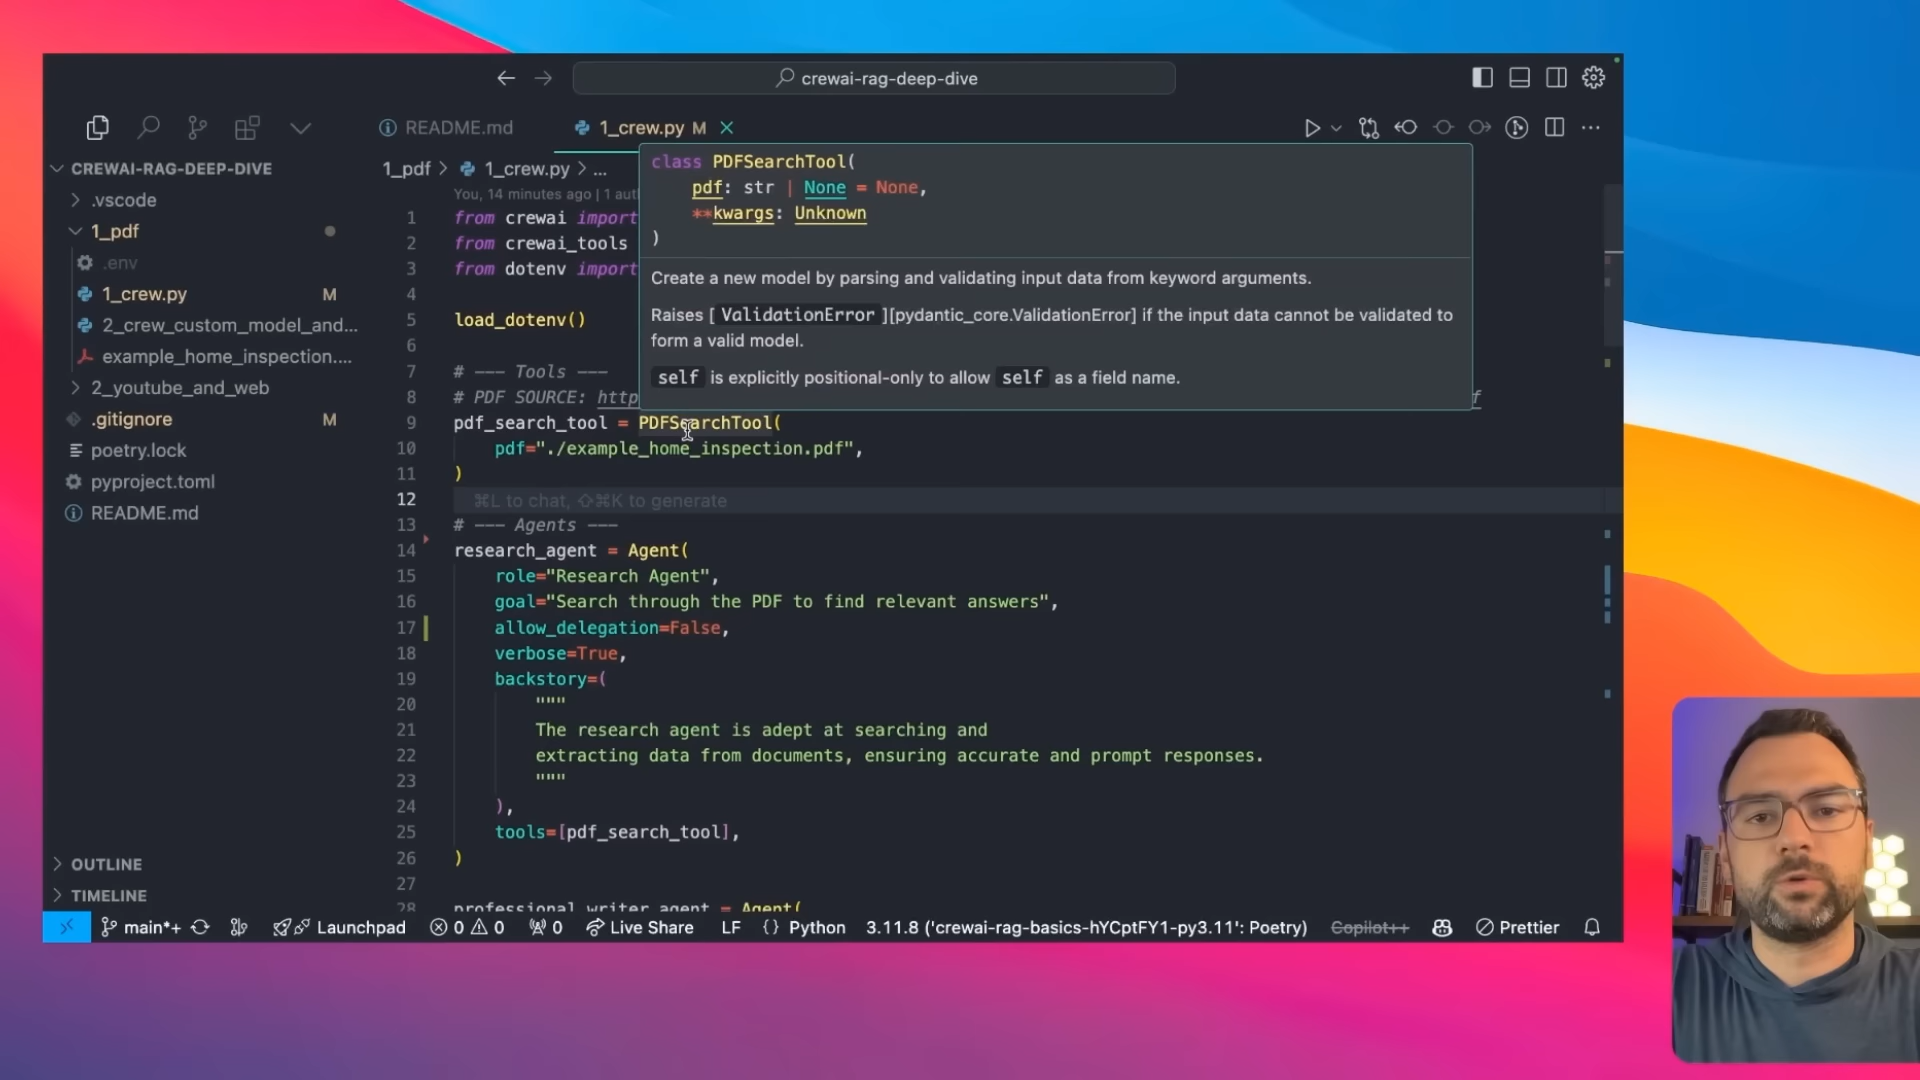 crewai-rag-deep-dive
README.md
1_crew.py M
CREWAI-RAG-DEEP-DIVE
.vscode
1_pdf
.env
1_crew.py M
2_crew_custom_model_and...
example_home_inspection....
2_youtube_and_web
.gitignore M
poetry.lock
pyproject.toml
README.md
OUTLINE
TIMELINE
1_pdf > 1_crew.py > ...
You, 14 minutes ago | 1 aut
1 from crewai import
2 from crewai_tools
3 from dotenv import
4
5 load_dotenv()
6
7 # --- Tools ---
8 # PDF SOURCE: http f
9 pdf_search_tool = PDFSearchTool(
10 pdf="./example_home_inspection.pdf",
11 )
12 ⌘L to chat, ⇧⌘K to generate
13 # --- Agents ---
14 research_agent = Agent(
15 role="Research Agent",
16 goal="Search through the PDF to find relevant answers",
17 allow_delegation=False,
18 verbose=True,
19 backstory=(
20 """
21 The research agent is adept at searching and
22 extracting data from documents, ensuring accurate and prompt responses.
23 """
24 ),
25 tools=[pdf_search_tool],
26 )
27
28 professional_writer_agent = Agent(
class PDFSearchTool(
pdf: str | None = None,
**kwargs: Unknown
)
Create a new model by parsing and validating input data from keyword arguments.
Raises [ ValidationError ][pydantic_core.ValidationError] if the input data cannot be validated to
form a valid model.
self is explicitly positional-only to allow self as a field name.
main*+ Launchpad 0 0 0 Live Share LF {} Python 3.11.8 ('crewai-rag-basics-hYCptFY1-py3.11': Poetry) Copilot++ Prettier